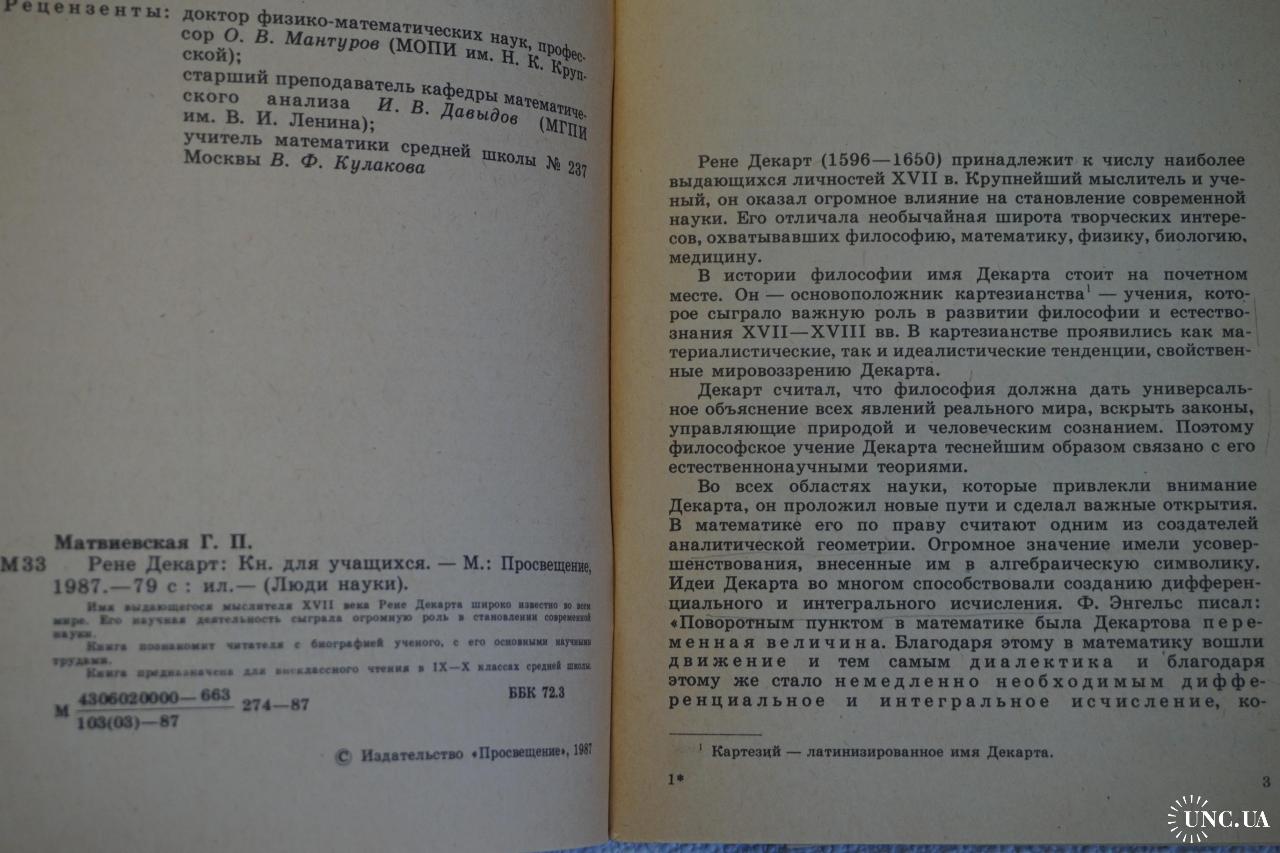 Рецензенты: доктор физико-математических наук, профес-
сор О. В. Мантуров (МОПИ им. Н. К. Круп-
ской);
старший преподаватель кафедры математиче-
ского анализа И. В. Давыдов (МГПИ
им. В. И. Ленина);
учитель математики средней школы № 237
Москвы В. Ф. Кулакова
Матвиевская Г. П.
М33 Рене Декарт: Кн. для учащихся. — М.: Просвещение,
1987.—79 с : ил.— (Люди науки).
Имя выдающегося мыслителя XVII века Рене Декарта широко известно во всем
мире. Его научная деятельность сыграла огромную роль в становлении современной
науки.
Книга познакомит читателя с биографией ученого, с его основными научными
трудами.
Книга предназначена для внеклассного чтения в IX—X классах средней школы.
М 4306020000—663
103(03)—87 274—87
ББК 72.3
© Издательство «Просвещение», 1987
Рене Декарт (1596—1650) принадлежит к числу наиболее
выдающихся личностей XVII в. Крупнейший мыслитель и уче-
ный, он оказал огромное влияние на становление современной
науки. Его отличала необычайная широта творческих интере-
сов, охватывавших философию, математику, физику, биологию,
медицину.
В истории философии имя Декарта стоит на почетном
месте. Он — основоположник картезианства¹ — учения, кото-
рое сыграло важную роль в развитии философии и естество-
знания XVII—XVIII вв. В картезианстве проявились как ма-
териалистические, так и идеалистические тенденции, свойствен-
ные мировоззрению Декарта.
Декарт считал, что философия должна дать универсаль-
ное объяснение всех явлений реального мира, вскрыть законы,
управляющие природой и человеческим сознанием. Поэтому
философское учение Декарта теснейшим образом связано с его
естественнонаучными теориями.
Во всех областях науки, которые привлекли внимание
Декарта, он проложил новые пути и сделал важные открытия.
В математике его по праву считают одним из создателей
аналитической геометрии. Огромное значение имели усовер-
шенствования, внесенные им в алгебраическую символику.
Идеи Декарта во многом способствовали созданию дифферен-
циального и интегрального исчисления. Ф. Энгельс писал:
«Поворотным пунктом в математике была Декартова пере-
менная величина. Благодаря этому в математику вошли
движение и тем самым диалектика и благодаря
этому же стало немедленно необходимым диффе-
ренциальное и интегральное исчисление, ко-
¹ Картезий — латинизированное имя Декарта.
1*
3
UNC.UA